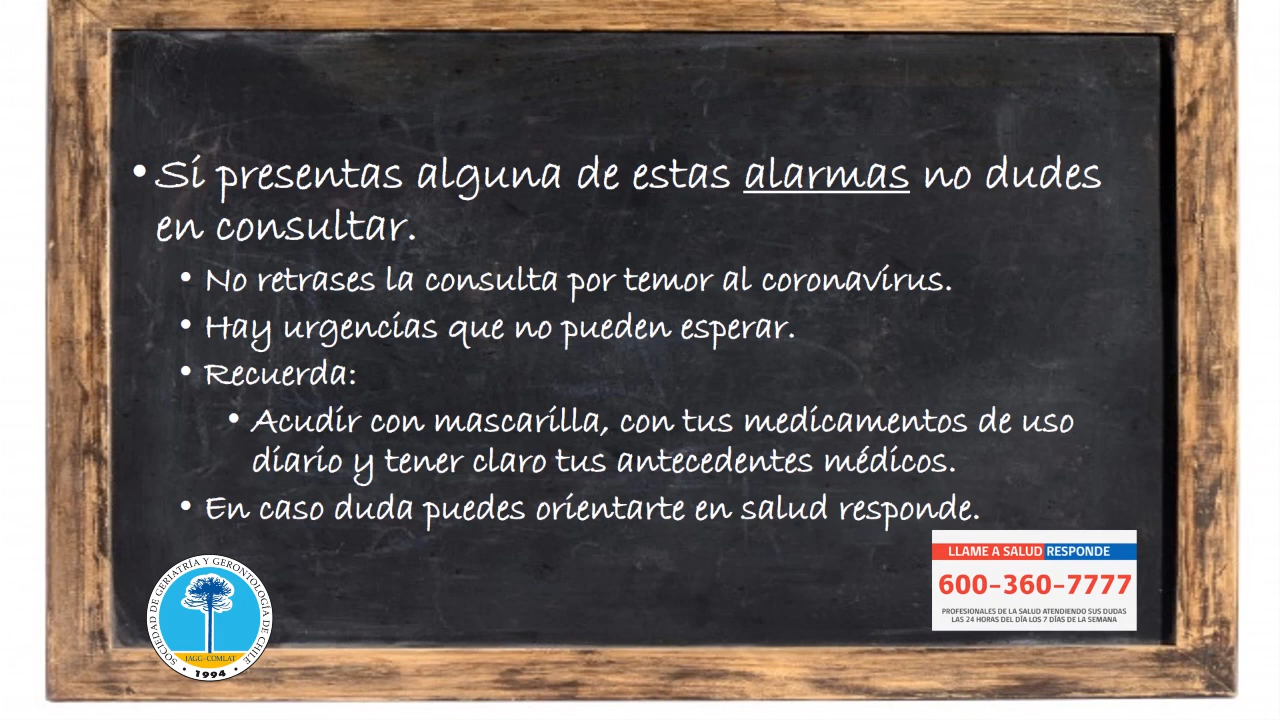 • Si presentas alguna de estas alarmas no dudes
en consultar.
• No retrases la consulta por temor al coronavirus.
• Hay urgencias que no pueden esperar.
• Recuerda:
• Acudir con mascarilla, con tus medicamentos de uso
diario y tener claro tus antecedentes médicos.
• En caso duda puedes orientarte en salud responde.
LLAME A SALUD RESPONDE
600-360-7777
PROFESIONALES DE LA SALUD ATENDIENDO SUS DUDAS
LAS 24 HORAS DEL DÍA LOS 7 DÍAS DE LA SEMANA
SOCIEDAD DE GERIATRÍA Y GERONTOLOGÍA DE CHILE
IAGG-COMLAT
• 1994 •